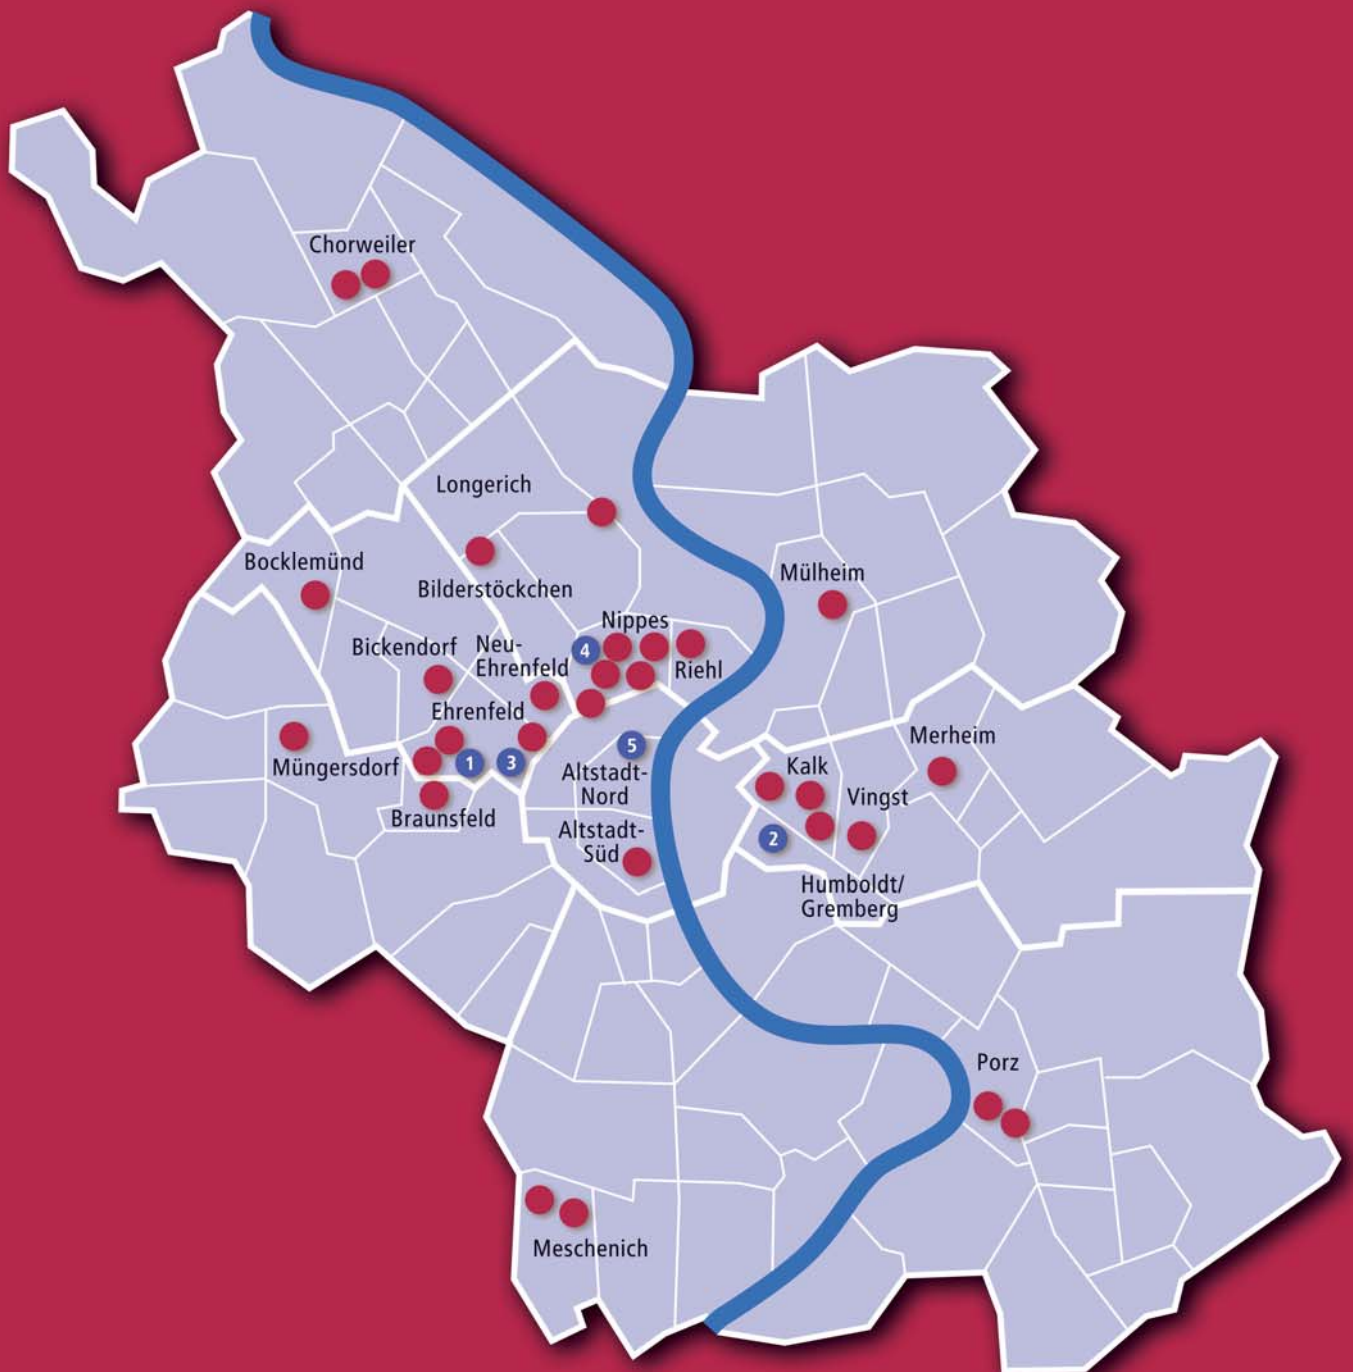 Chorweiler
Longerich
Bocklemünd
Bilderstöckchen
Mülheim
Nippes
4
Bickendorf
Neu-
Ehrenfeld
Riehl
Ehrenfeld
Müngersdorf
1
3
5
Altstadt-
Nord
Merheim
Kalk
Vingst
Braunsfeld
Altstadt-
Süd
2
Humboldt/
Gremberg
Porz
Meschenich